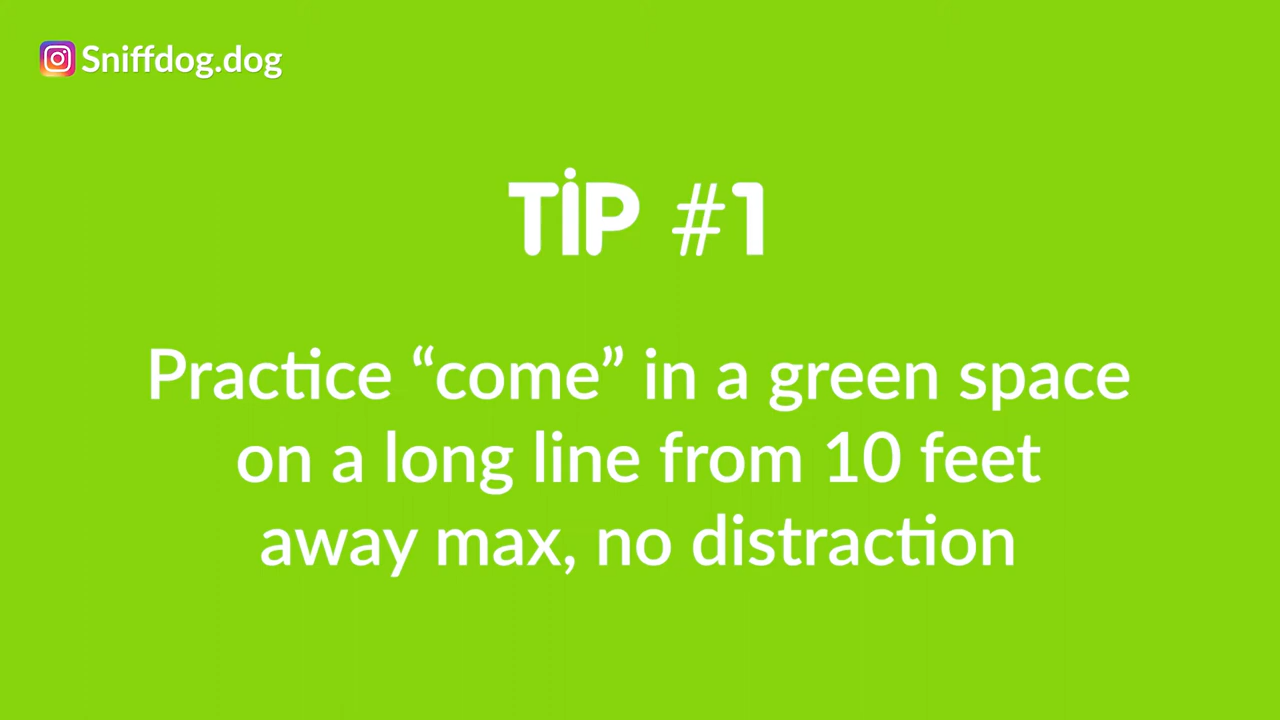 Sniffdog.dog
TiP #1
Practice “come” in a green space
on a long line from 10 feet
away max, no distraction